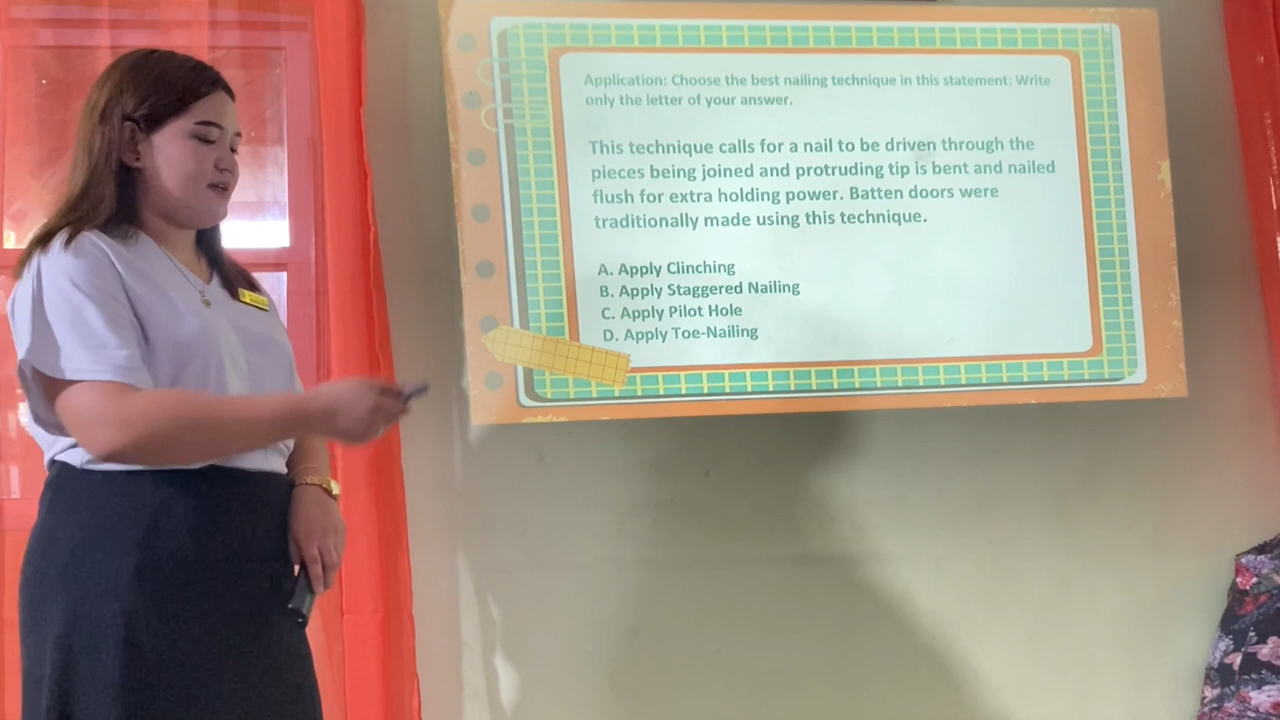 Application: Choose the best nailing technique in this statement: Write
only the letter of your answer.
This technique calls for a nail to be driven through the
pieces being joined and protruding tip is bent and nailed
flush for extra holding power. Batten doors were
traditionally made using this technique.
A. Apply Clinching
B. Apply Staggered Nailing
C. Apply Pilot Hole
D. Apply Toe-Nailing